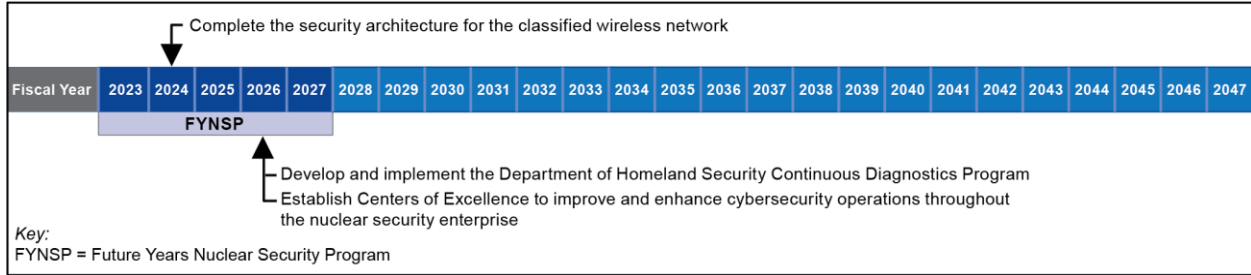 Complete the security architecture for the classified wireless network
Fiscal Year 2023 2024 2025 2026 2027 2028 2029 2030 2031 2032 2033 2034 2035 2036 2037 2038 2039 2040 2041 2042 2043 2044 2045 2046 2047
FYNSP
Develop and implement the Department of Homeland Security Continuous Diagnostics Program
Establish Centers of Excellence to improve and enhance cybersecurity operations throughout
the nuclear security enterprise
Key:
FYNSP = Future Years Nuclear Security Program